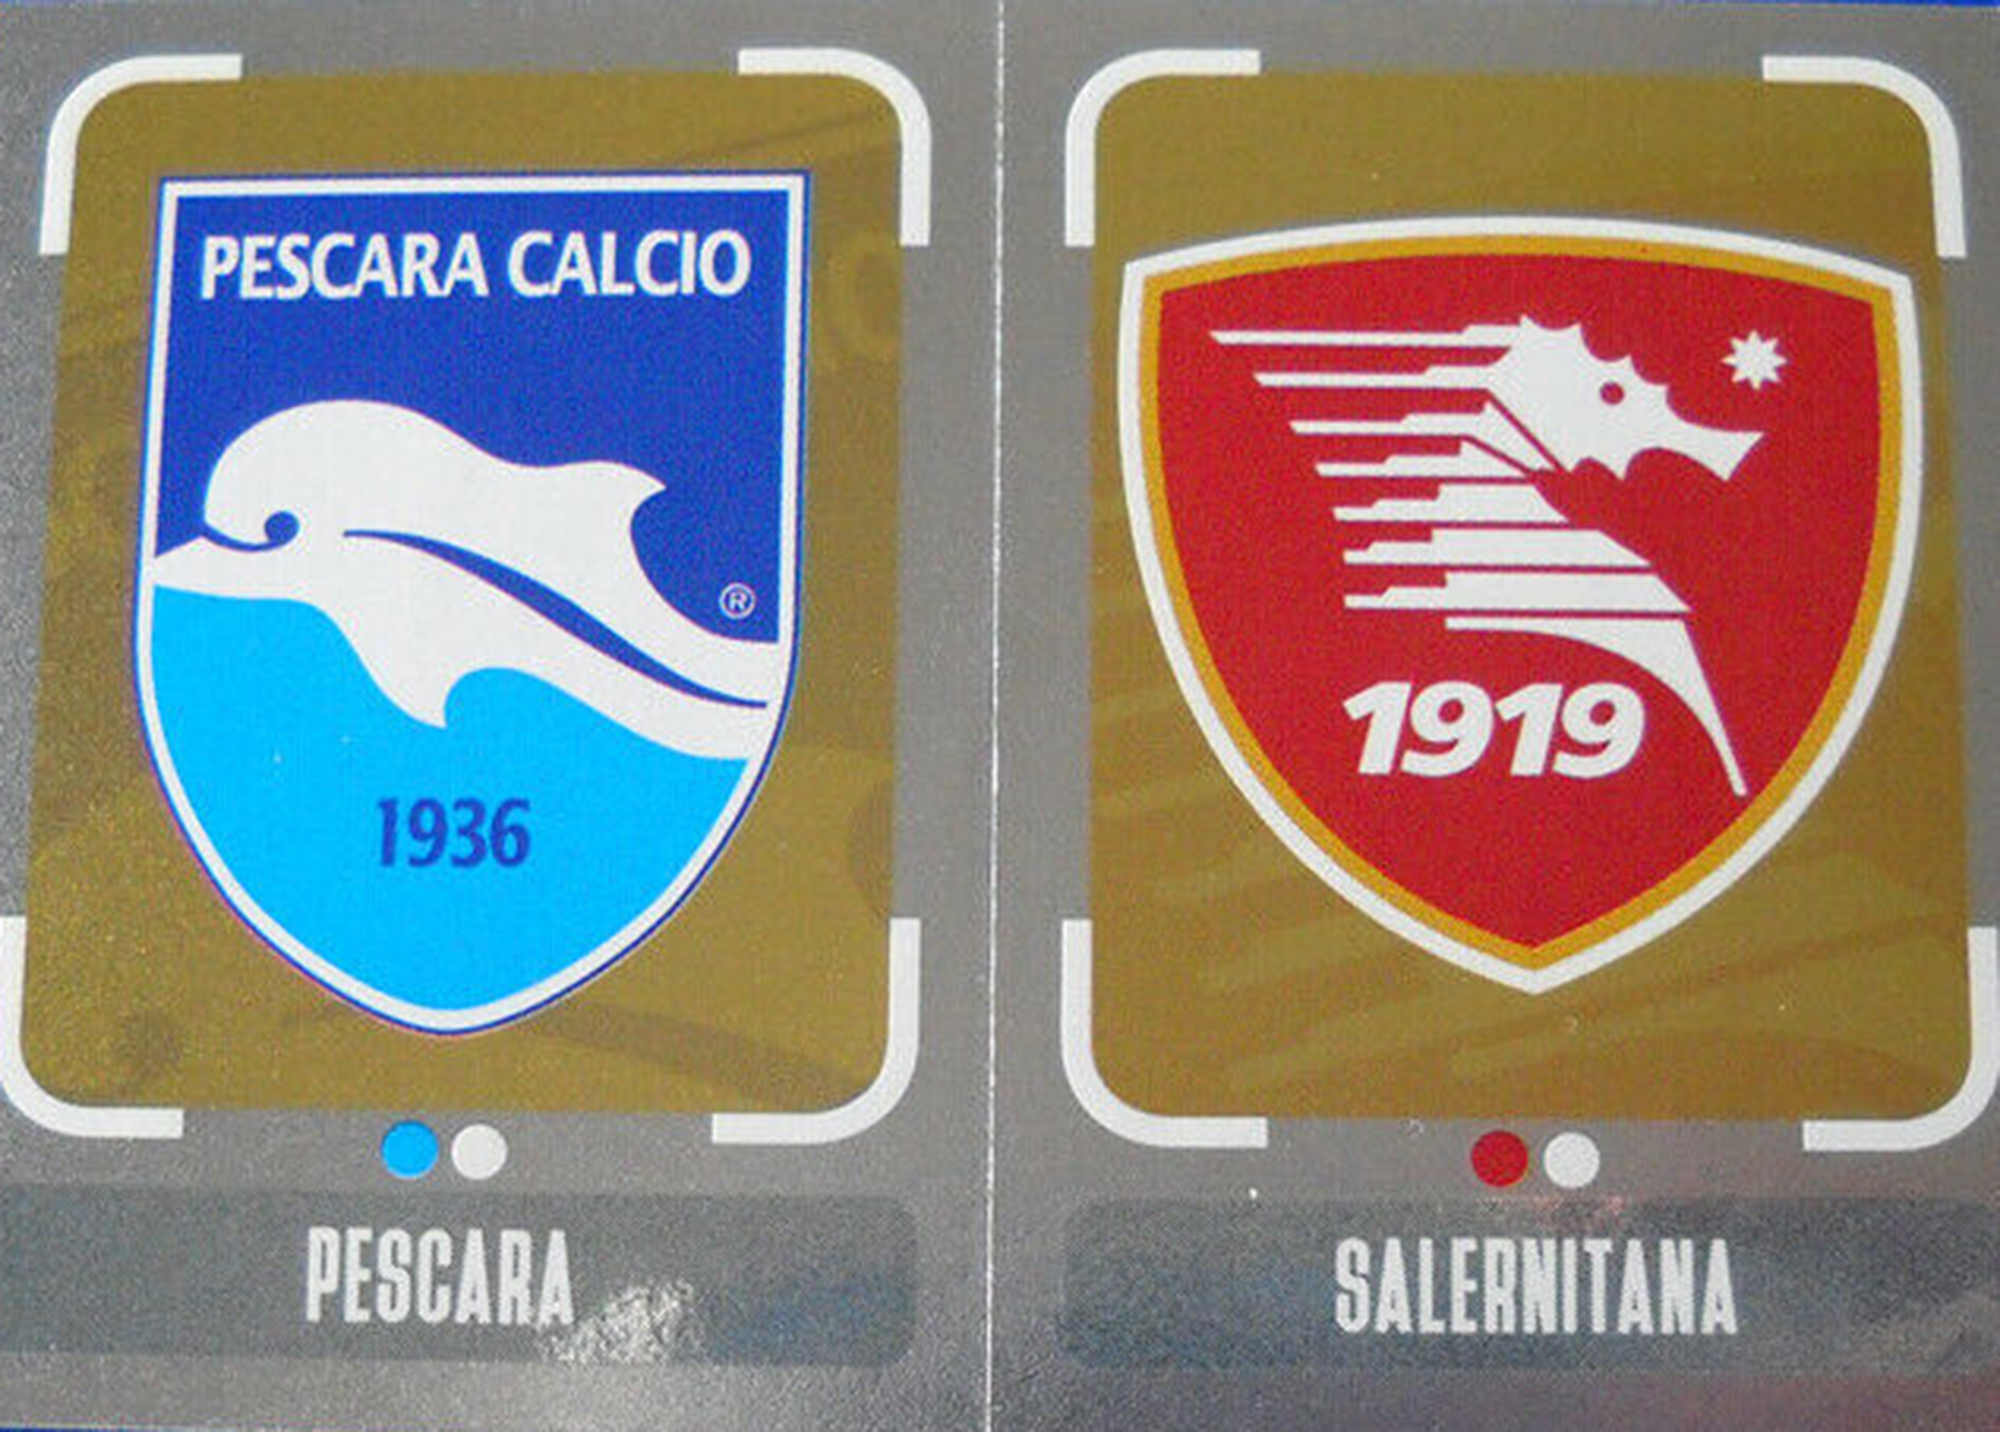 PESCARA CALCIO
®
1936
PESCARA
1919
SALERNITANA